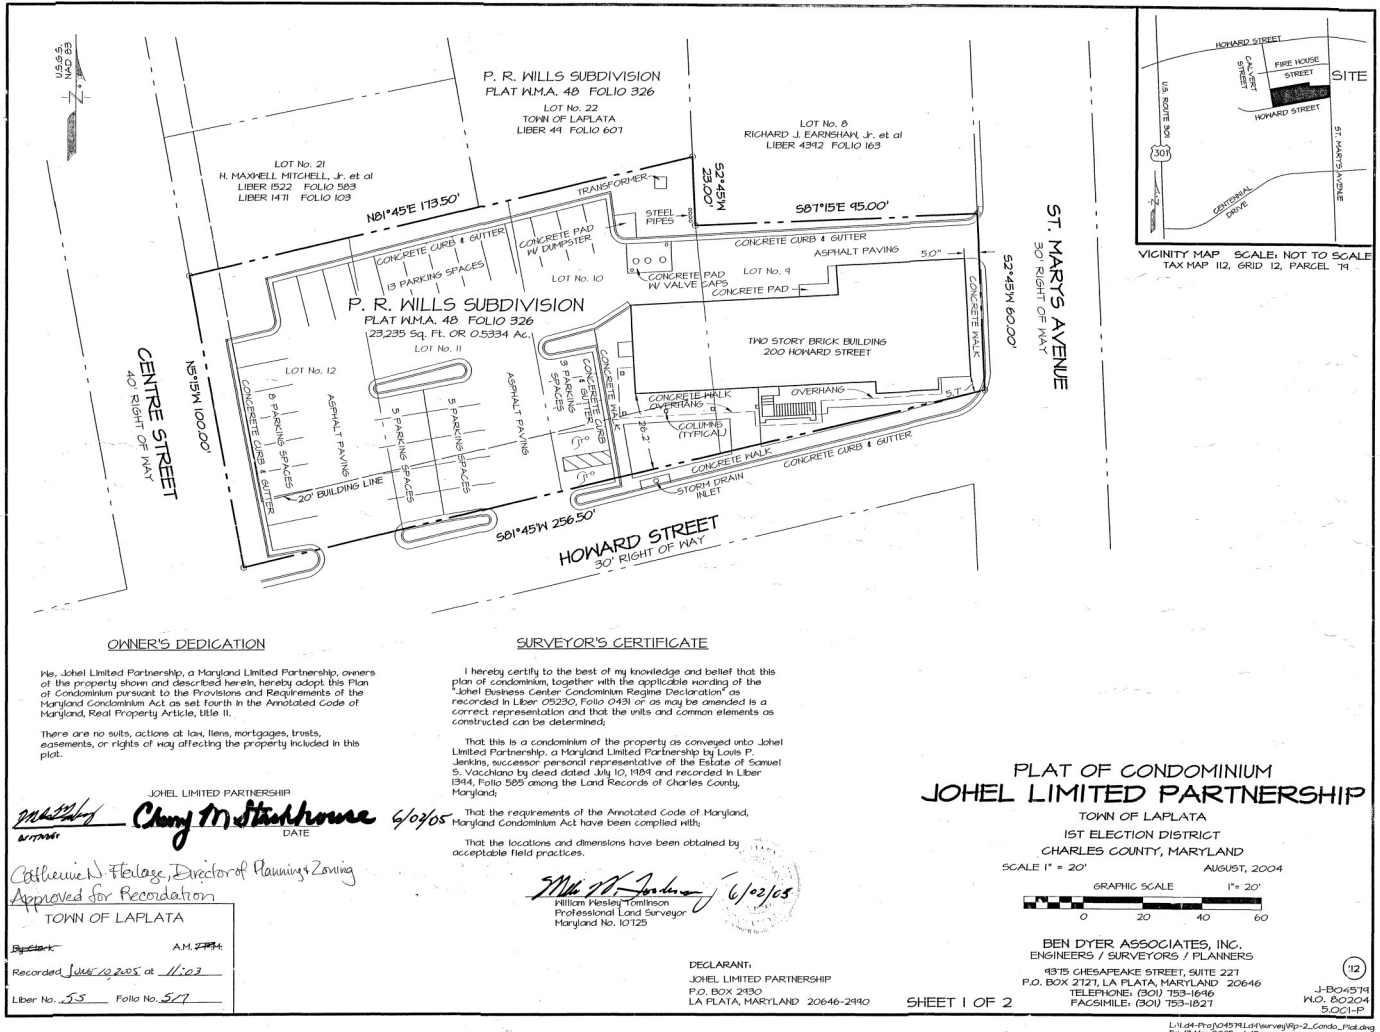 U.S.G.S.
NAD 83
P. R. WILLS SUBDIVISION
PLAT W.M.A. 48 FOLIO 326
LOT No. 22
TOWN OF LAPLATA
LIBER 49 FOLIO 607
LOT No. 8
RICHARD J. EARNSHAW, Jr. et al
LIBER 4392 FOLIO 163
LOT No. 21
H. MAXWELL MITCHELL, Jr. et al
LIBER 1522 FOLIO 583
LIBER 1471 FOLIO 103
HOWARD STREET
CALVERT
STREET
FIRE HOUSE
STREET
SITE
HOWARD STREET
U.S. ROUTE 301
301
ST. MARYS AVENUE
CENTENNIAL
DRIVE
VICINITY MAP SCALE: NOT TO SCALE
TAX MAP 112, GRID 12, PARCEL 79
N81°45'E 173.50'
TRANSFORMER
S2°45'W
23.00'
S87°15'E 95.00'
STEEL
PIPES
CONCRETE CURB & GUTTER
CONCRETE PAD
W/ DUMPSTER
CONCRETE CURB & GUTTER
ASPHALT PAVING
5.0'
13 PARKING SPACES
LOT No. 10
CONCRETE PAD
W/ VALVE CAPS
LOT No. 9
CONCRETE PAD
S2°45'W 60.00'
ST. MARYS AVENUE
30' RIGHT OF WAY
CONCRETE WALK
P. R. WILLS SUBDIVISION
PLAT W.M.A. 48 FOLIO 326
23,235 Sq. Ft. OR 0.5334 Ac.
LOT No. 11
TWO STORY BRICK BUILDING
200 HOWARD STREET
CENTRE STREET
40' RIGHT OF WAY
N5°15'W 100.00'
LOT No. 12
CONCERETE CURB & GUTTER
8 PARKING SPACES
ASPHALT PAVING
5 PARKING SPACES
5 PARKING SPACES
ASPHALT PAVING
3 PARKING
SPACES
CONCRETE CURB
& GUTTER
CONCRETE WALK
CONCRETE WALK
OVERHANG
OVERHANG
5.1'
26.2'
COLUMNS
(TYPICAL)
CONCRETE WALK
CONCRETE CURB & GUTTER
20' BUILDING LINE
STORM DRAIN
INLET
S81°45'W 256.50'
HOWARD STREET
30' RIGHT OF WAY
OWNER'S DEDICATION
We, Johel Limited Partnership, a Maryland Limited Partnership, owners
of the property shown and described herein, hereby adopt this Plan
of Condominium pursuant to the Provisions and Requirements of the
Maryland Condominium Act as set fourth in the Annotated Code of
Maryland, Real Property Article, title 11.
There are no suits, actions at law, liens, mortgages, trusts,
easements, or rights of way affecting the property included in this
plat.
JOHEL LIMITED PARTNERSHIP
Cheryl M Stackhouse 6/02/05
WITNESS
DATE
Catherine N. Flerlage, Director of Planning & Zoning
Approved for Recordation
TOWN OF LAPLATA
By Clerk
A.M. P.M.
Recorded June 10, 2005 at 11:03
Liber No. 55 Folio No. 517
SURVEYOR'S CERTIFICATE
I hereby certify to the best of my knowledge and belief that this
plan of condominium, together with the applicable wording of the
"Johel Business Center Condominium Regime Declaration" as
recorded in Liber 05230, Folo 0431 or as may be amended is a
correct representation and that the units and common elements as
constructed can be determined;
That this is a condominium of the property as conveyed unto Johel
Limited Partnership, a Maryland Limited Partnership by Louis P.
Jenkins, successor personal representative of the Estate of Samuel
S. Vacchiano by deed dated July 10, 1989 and recorded in Liber
1394, Folio 585 among the Land Records of Charles County,
Maryland;
That the requirements of the Annotated Code of Maryland,
Maryland Condominium Act have been complied with;
That the locations and dimensions have been obtained by
acceptable field practices.
6/02/05
William Wesley Tomlinson
Professional Land Surveyor
Maryland No. 10725
DECLARANT:
JOHEL LIMITED PARTNERSHIP
P.O. BOX 2930
LA PLATA, MARYLAND 20646-2990
PLAT OF CONDOMINIUM
JOHEL LIMITED PARTNERSHIP
TOWN OF LAPLATA
1ST ELECTION DISTRICT
CHARLES COUNTY, MARYLAND
SCALE 1" = 20' AUGUST, 2004
GRAPHIC SCALE 1"= 20'
0 20 40 60
BEN DYER ASSOCIATES, INC.
ENGINEERS / SURVEYORS / PLANNERS
9375 CHESAPEAKE STREET, SUITE 227
P.O. BOX 2727, LA PLATA, MARYLAND 20646
TELEPHONE: (301) 753-1696
FACSIMILE: (301) 753-1827
SHEET 1 OF 2
112
J-B04579
W.O. 80204
5.001-P